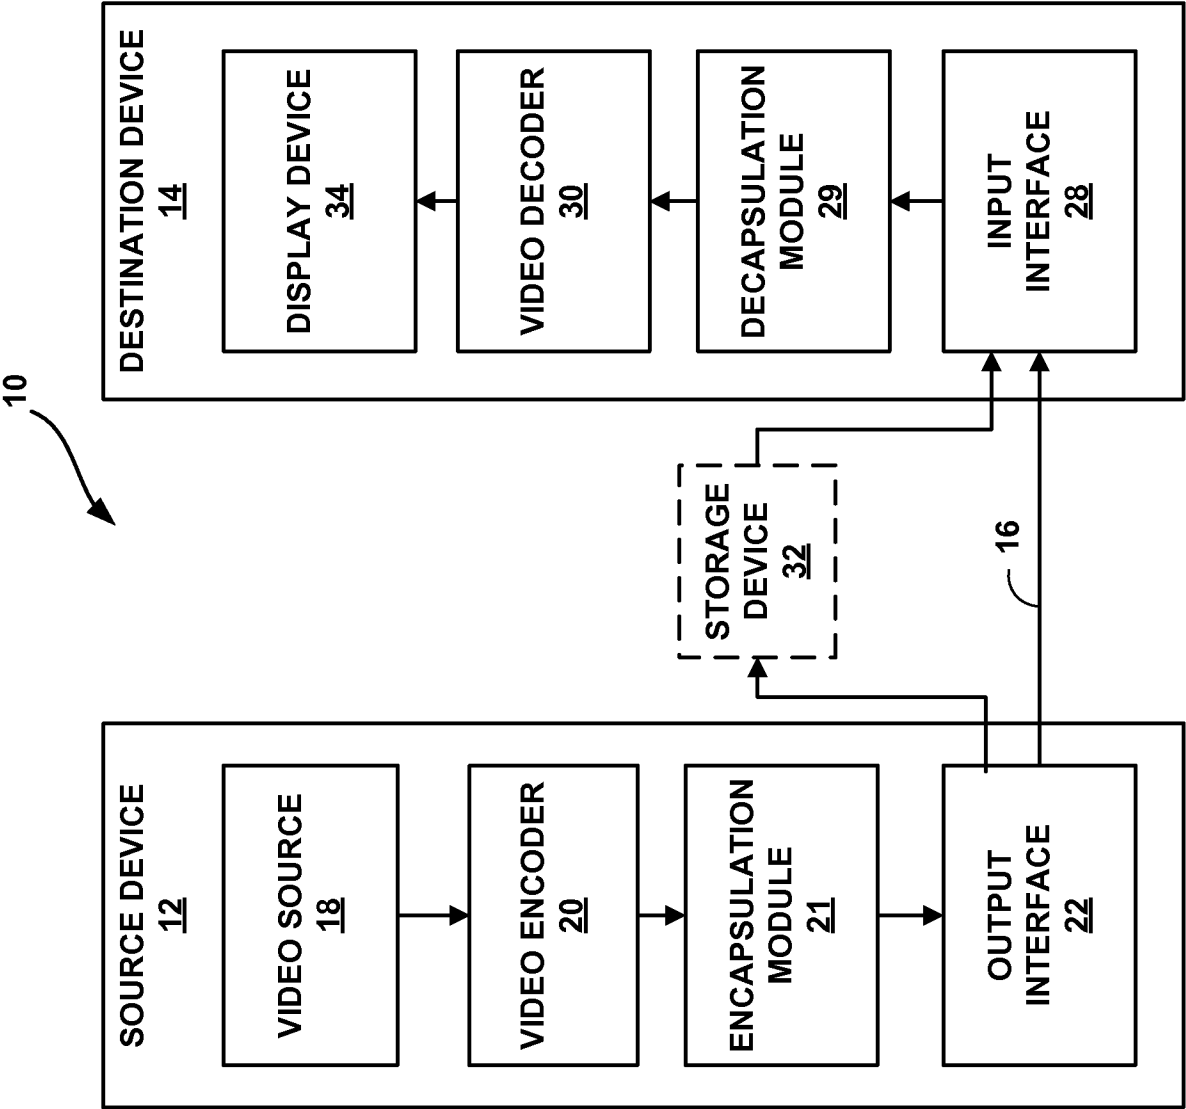 10
SOURCE DEVICE
12
VIDEO SOURCE
18
VIDEO ENCODER
20
ENCAPSULATION
MODULE
21
OUTPUT
INTERFACE
22
STORAGE
DEVICE
32
16
DESTINATION DEVICE
14
DISPLAY DEVICE
34
VIDEO DECODER
30
DECAPSULATION
MODULE
29
INPUT
INTERFACE
28